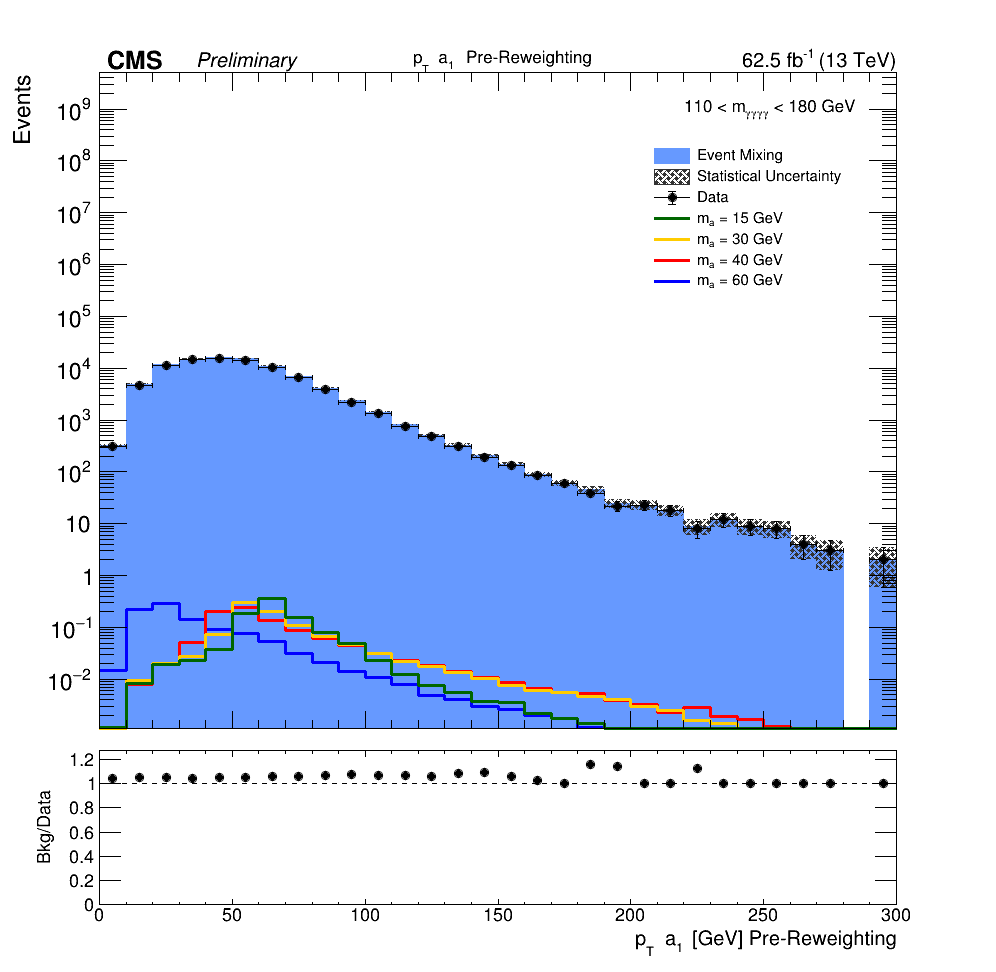 CMS Preliminary p_T a_1 Pre-Reweighting 62.5 fb^-1 (13 TeV)
Events
110 < m_γγγγ < 180 GeV
Event Mixing
Statistical Uncertainty
Data
m_a = 15 GeV
m_a = 30 GeV
m_a = 40 GeV
m_a = 60 GeV
10^9
10^8
10^7
10^6
10^5
10^4
10^3
10^2
10
1
10^-1
10^-2
Bkg/Data
1.2
1
0.8
0.6
0.4
0.2
0
0 50 100 150 200 250 300
p_T a_1 [GeV] Pre-Reweighting